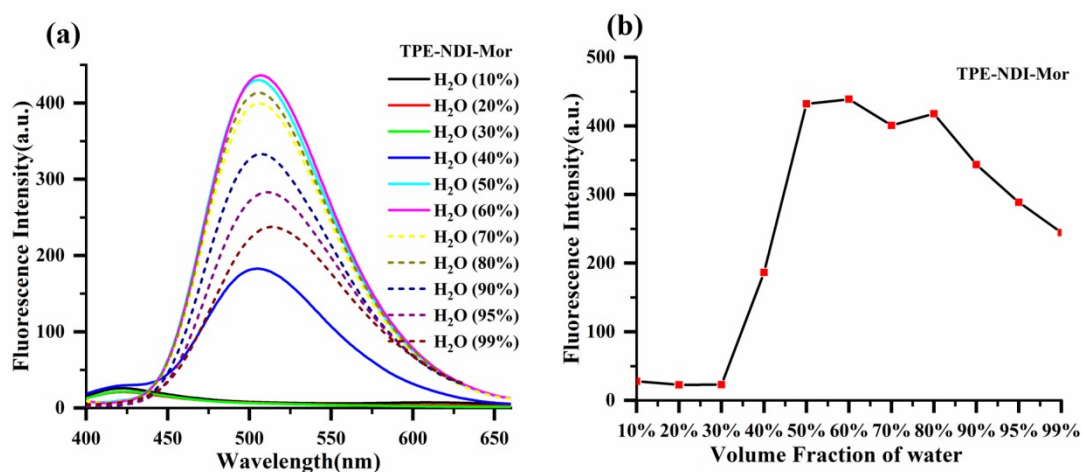 (a)
TPE-NDI-Mor
H₂O (10%)
H₂O (20%)
H₂O (30%)
H₂O (40%)
H₂O (50%)
H₂O (60%)
H₂O (70%)
H₂O (80%)
H₂O (90%)
H₂O (95%)
H₂O (99%)
Fluorescence Intensity(a.u.)
400
300
200
100
0
400 450 500 550 600 650
Wavelength(nm)
(b)
TPE-NDI-Mor
Fluorescence Intensity(a.u.)
500
400
300
200
100
0
10% 20% 30% 40% 50% 60% 70% 80% 90% 95% 99%
Volume Fraction of water